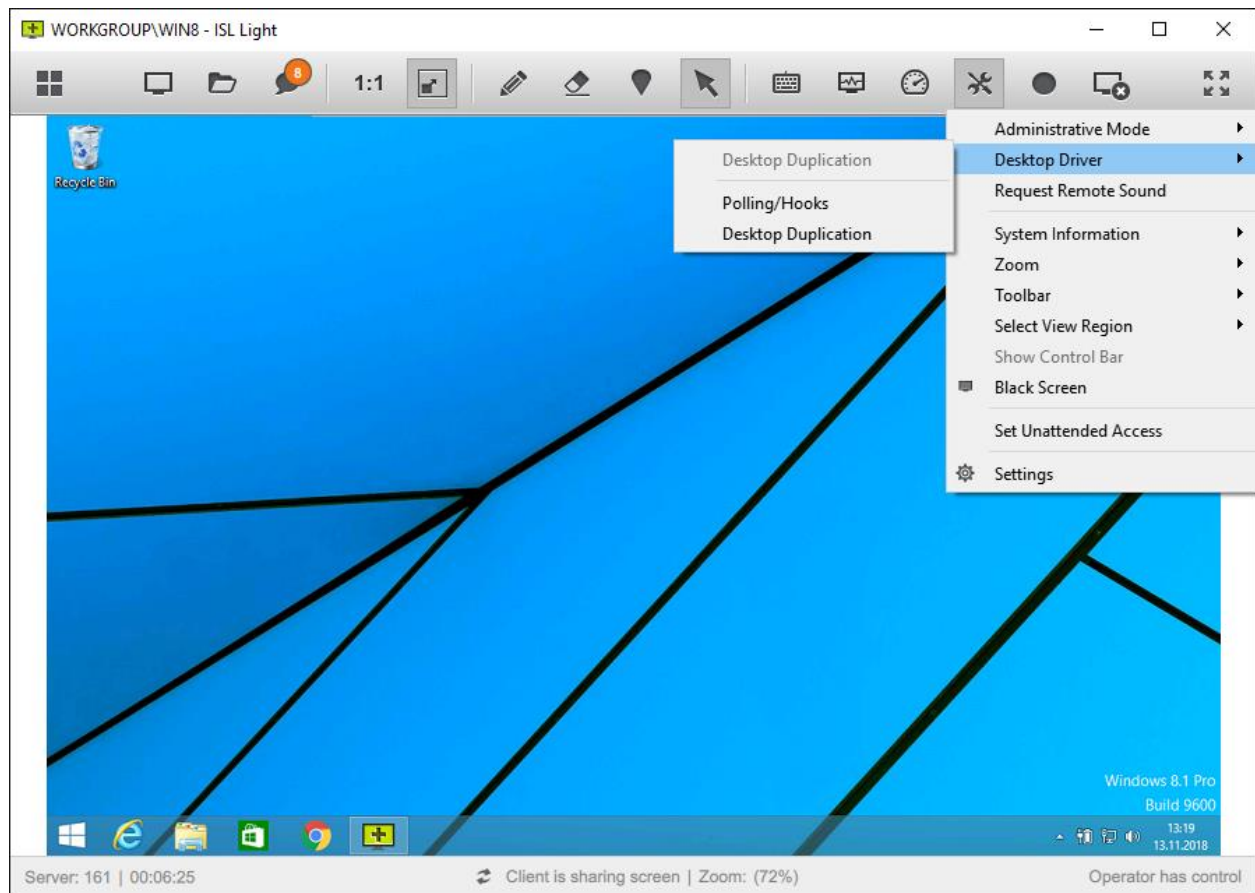 WORKGROUP\WIN8 - ISL Light
8
1:1
Recycle Bin
Administrative Mode
Desktop Driver
Request Remote Sound
System Information
Zoom
Toolbar
Select View Region
Show Control Bar
Black Screen
Set Unattended Access
Settings
Desktop Duplication
Polling/Hooks
Desktop Duplication
Windows 8.1 Pro
Build 9600
13:19
13.11.2018
Server: 161 | 00:06:25
Client is sharing screen | Zoom: (72%)
Operator has control